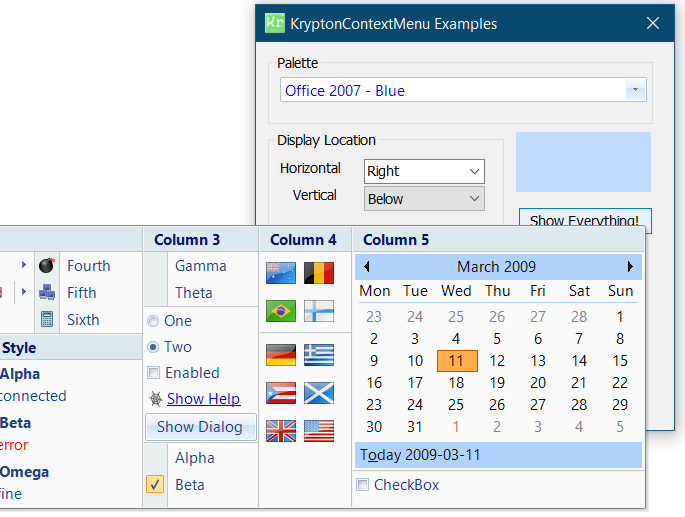 KryptonContextMenu Examples
Palette
Office 2007 - Blue
Display Location
Horizontal
Right
Vertical
Below
Show Everything!
Column 3
Column 4
Column 5
Fourth
Fifth
Sixth
Style
Alpha
connected
Beta
error
Omega
fine
Gamma
Theta
One
Two
Enabled
Show Help
Show Dialog
Alpha
Beta
March 2009
Mon Tue Wed Thu Fri Sat Sun
23 24 25 26 27 28 1
2 3 4 5 6 7 8
9 10 11 12 13 14 15
16 17 18 19 20 21 22
23 24 25 26 27 28 29
30 31 1 2 3 4 5
Today 2009-03-11
CheckBox